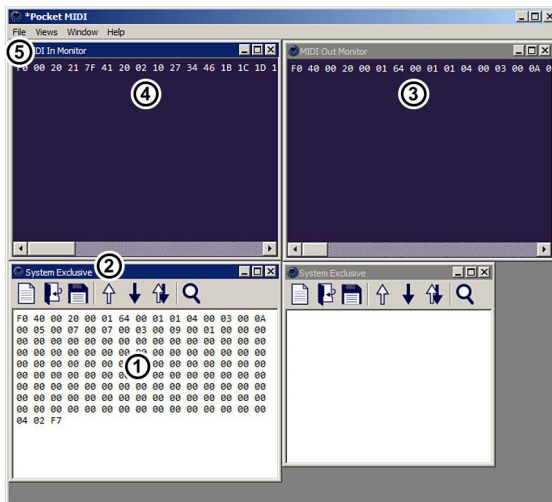 *Pocket MIDI
File Views Window Help
5
MIDI In Monitor
F0 00 20 21 7F 41 20 02 10 27 34 46 1B 1C 1D 1
4
MIDI Out Monitor
F0 40 00 20 00 01 64 00 01 01 04 00 03 00 0A 0
3
System Exclusive
2
F0 40 00 20 00 01 64 00 01 01 04 00 03 00 0A
00 05 00 07 00 07 00 03 00 09 00 01 00 00 00
00 00 00 00 00 00 00 00 00 00 00 00 00 00 00
00 00 00 00 00 00 00 00 00 00 00 00 00 00
00 00 00 00 00 00 00 0 00 00 00 00 00 00
00 00 00 00 00 00 00 0 00 00 00 00 00 00
00 00 00 00 00 00 00 00 00 00 00 00 00 00 00
00 00 00 00 00 00 00 00 00 00 00 00 00 00 00
00 00 00 00 00 00 00 00 00 00 00 00 00 00 00
04 02 F7
1
System Exclusive